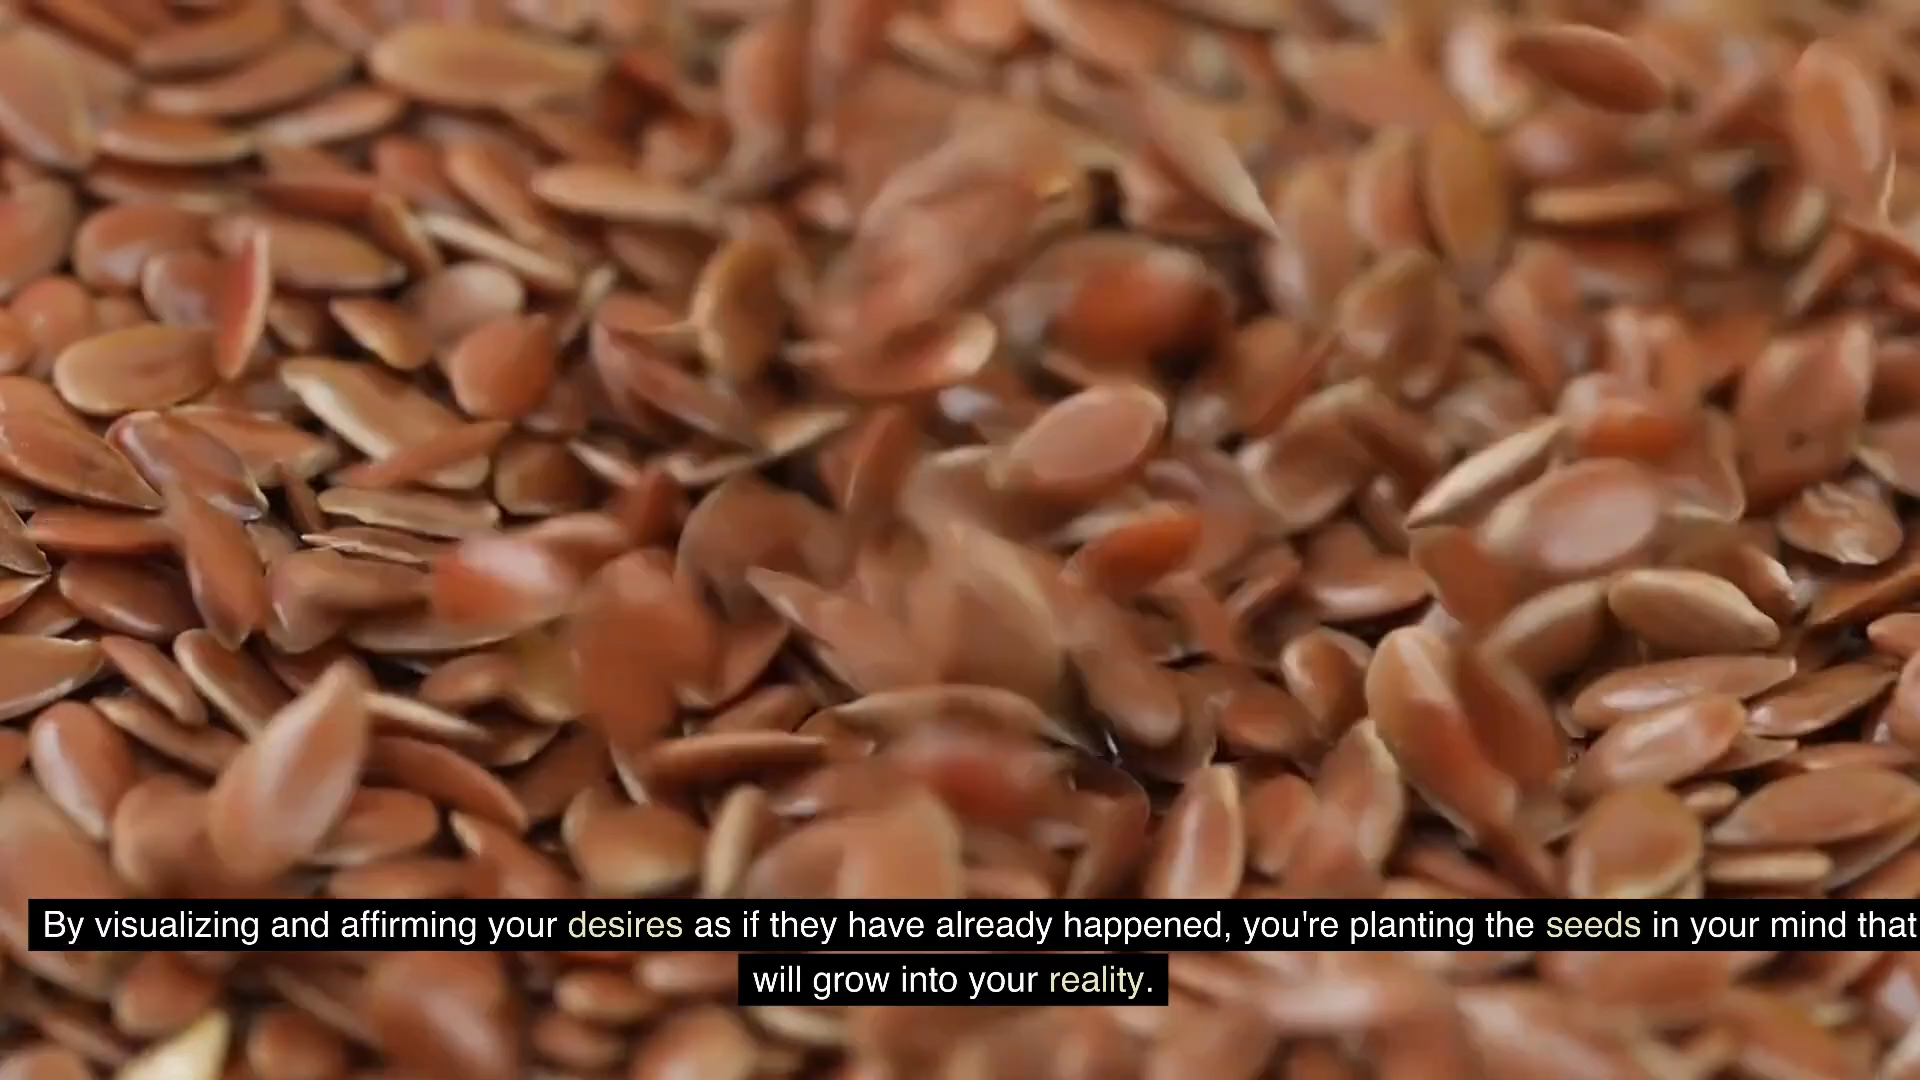 By visualizing and affirming your desires as if they have already happened, you're planting the seeds in your mind that
will grow into your reality.